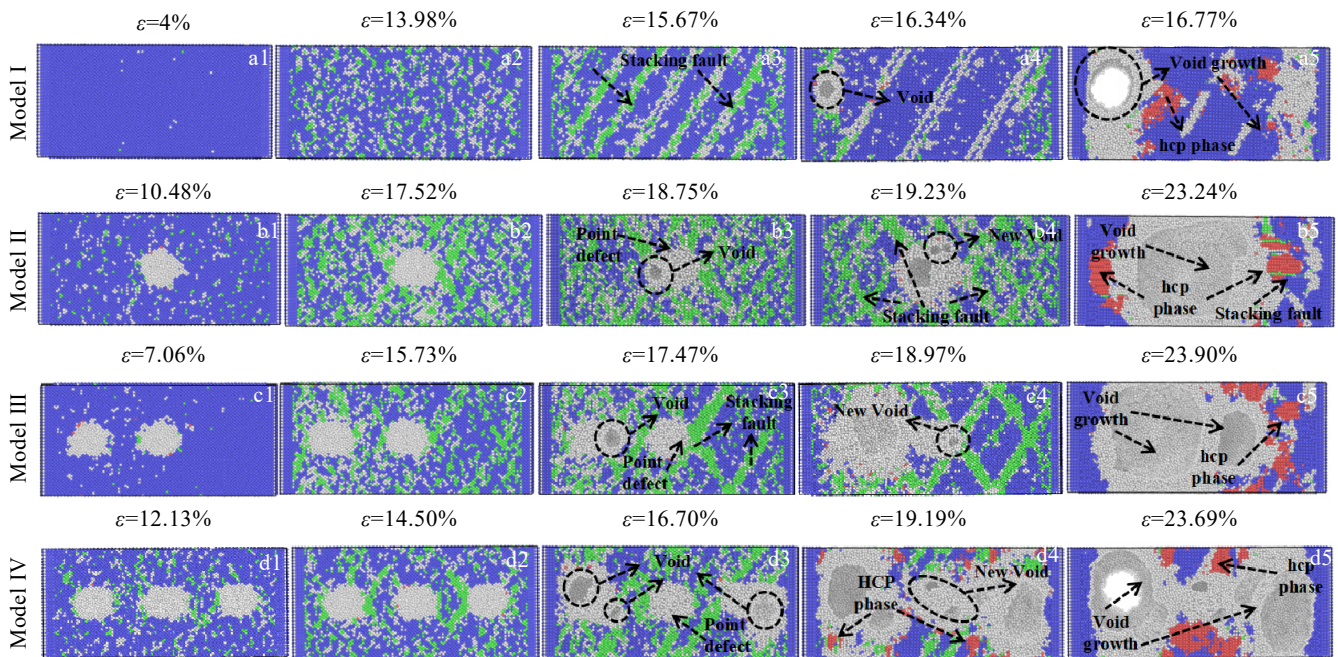 ε=4% ε=13.98% ε=15.67% ε=16.34% ε=16.77%
Model I
a1 a2 a3 a4 a5
Stacking fault
Void
Void growth
hcp phase
ε=10.48% ε=17.52% ε=18.75% ε=19.23% ε=23.24%
Model II
b1 b2 b3 b4 b5
Point
defect
Void
New Void
Stacking fault
Void
growth
hcp
phase
Stacking fault
ε=7.06% ε=15.73% ε=17.47% ε=18.97% ε=23.90%
Model III
c1 c2 c3 c4 c5
Void
Stacking
fault
Point
defect
New Void
Void
growth
hcp
phase
ε=12.13% ε=14.50% ε=16.70% ε=19.19% ε=23.69%
Model IV
d1 d2 d3 d4 d5
Void
Point
defect
HCP
phase
New Void
hcp
phase
Void
growth